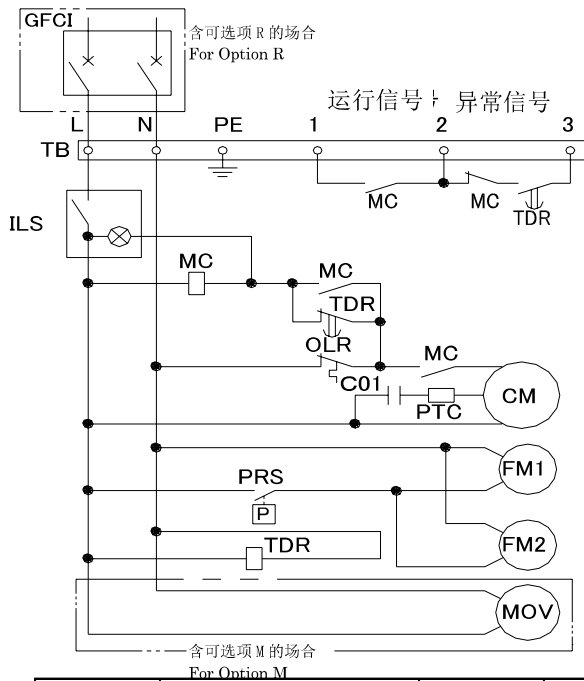 GFCI
含可选项 R 的场合
For Option R
运行信号 异常信号
L N PE 1 2 3
TB
MC MC TDR
ILS
MC MC
TDR
OLR MC
C01 PTC CM
FM1
PRS
P
TDR FM2
MOV
含可选项 M 的场合
For Option M